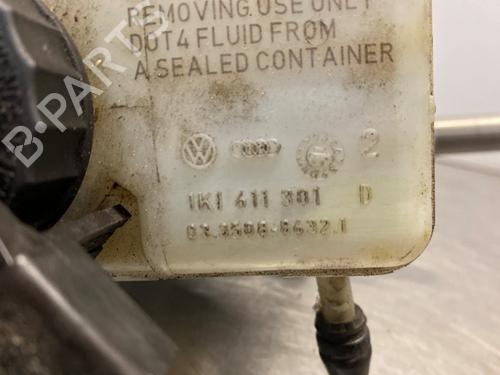 REMOVING. USE ONLY
DOT4 FLUID FROM
A SEALED CONTAINER
B-PARTS
2
1K1 611 301 D
03.3508-8632.1